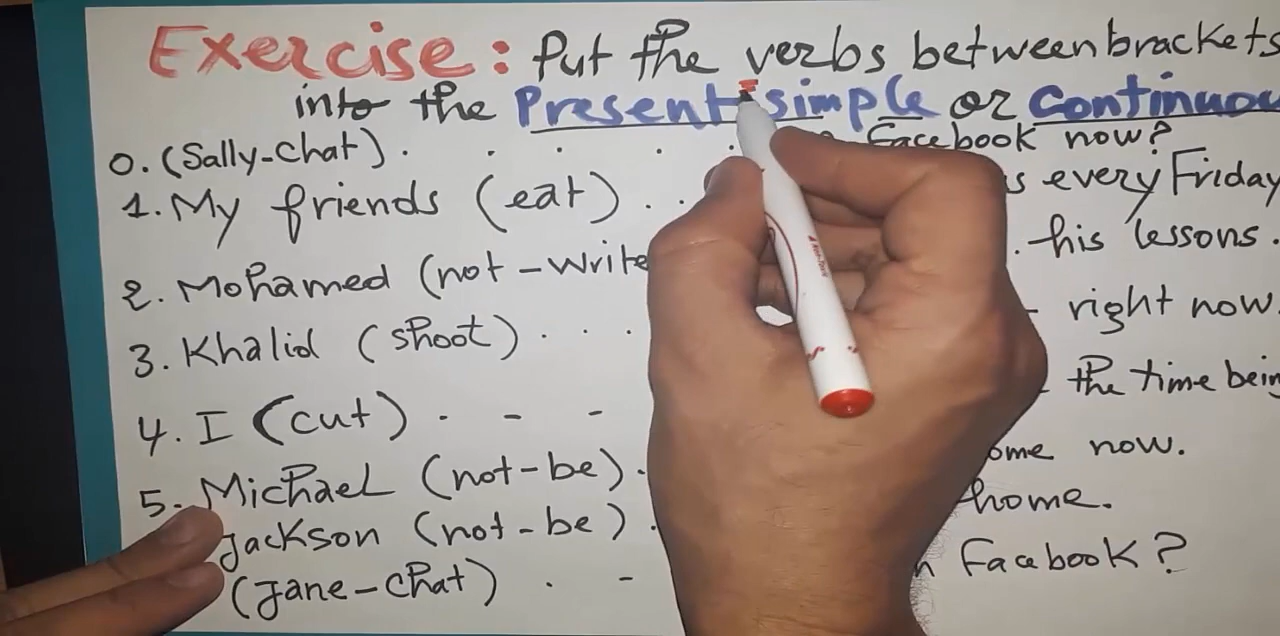 Exercise: Put the verbs between brackets
into the Present simple or Continuou
0. (Sally-Chat) . . . . . Facebook now?
1. My friends (eat) . . s every Friday
2. Mohamed (not-write . his lessons.
3. Khalid (shoot) . . . - right now.
4. I (cut) . - - the time bein
5. Michael (not-be) . ome now.
Jackson (not-be) . home.
(Jane-Chat) . - n Facebook?